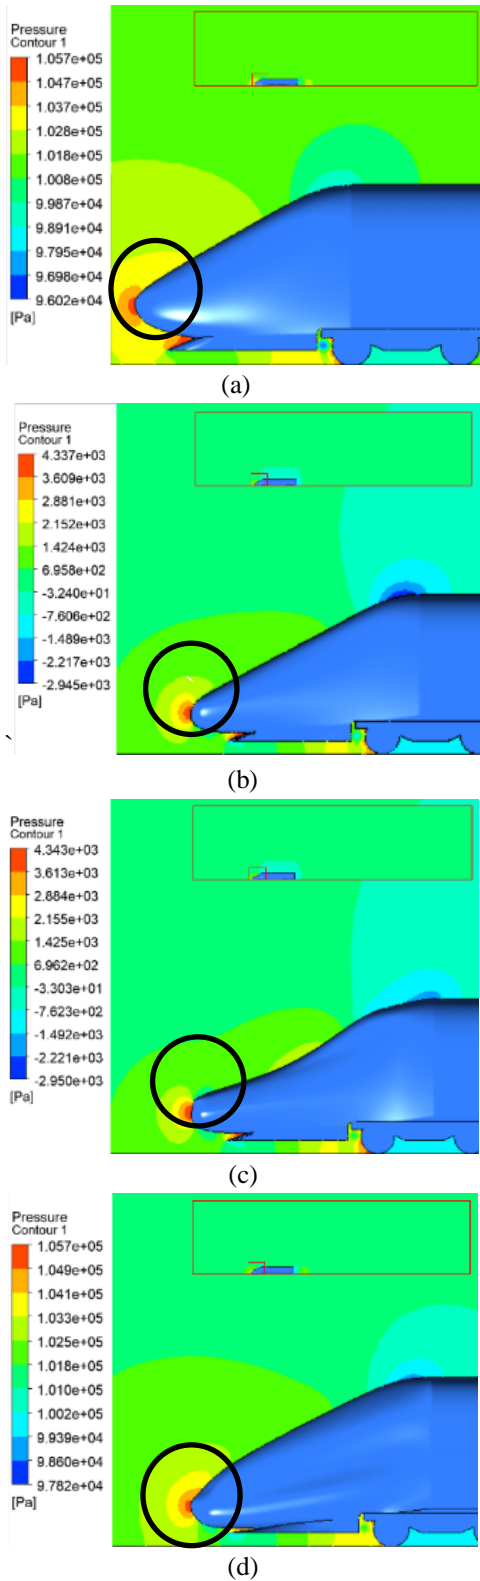 Pressure
Contour 1
1.057e+05
1.047e+05
1.037e+05
1.028e+05
1.018e+05
1.008e+05
9.987e+04
9.891e+04
9.795e+04
9.698e+04
9.602e+04
[Pa]
(a)
Pressure
Contour 1
4.337e+03
3.609e+03
2.881e+03
2.152e+03
1.424e+03
6.958e+02
-3.240e+01
-7.606e+02
-1.489e+03
-2.217e+03
-2.945e+03
[Pa]
`
(b)
Pressure
Contour 1
4.343e+03
3.613e+03
2.884e+03
2.155e+03
1.425e+03
6.962e+02
-3.303e+01
-7.623e+02
-1.492e+03
-2.221e+03
-2.950e+03
[Pa]
(c)
Pressure
Contour 1
1.057e+05
1.049e+05
1.041e+05
1.033e+05
1.025e+05
1.018e+05
1.010e+05
1.002e+05
9.939e+04
9.860e+04
9.782e+04
[Pa]
(d)